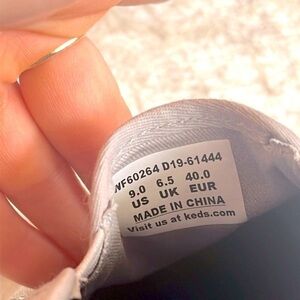 WF60264 D19-61444
9.0 6.5 40.0
US UK EUR
MADE IN CHINA
Visit us at keds.com